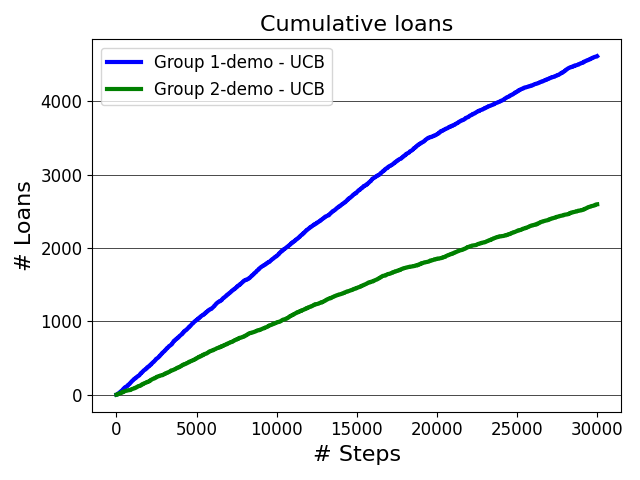 Cumulative loans
Group 1-demo - UCB
Group 2-demo - UCB
# Loans
4000
3000
2000
1000
0
0 5000 10000 15000 20000 25000 30000
# Steps